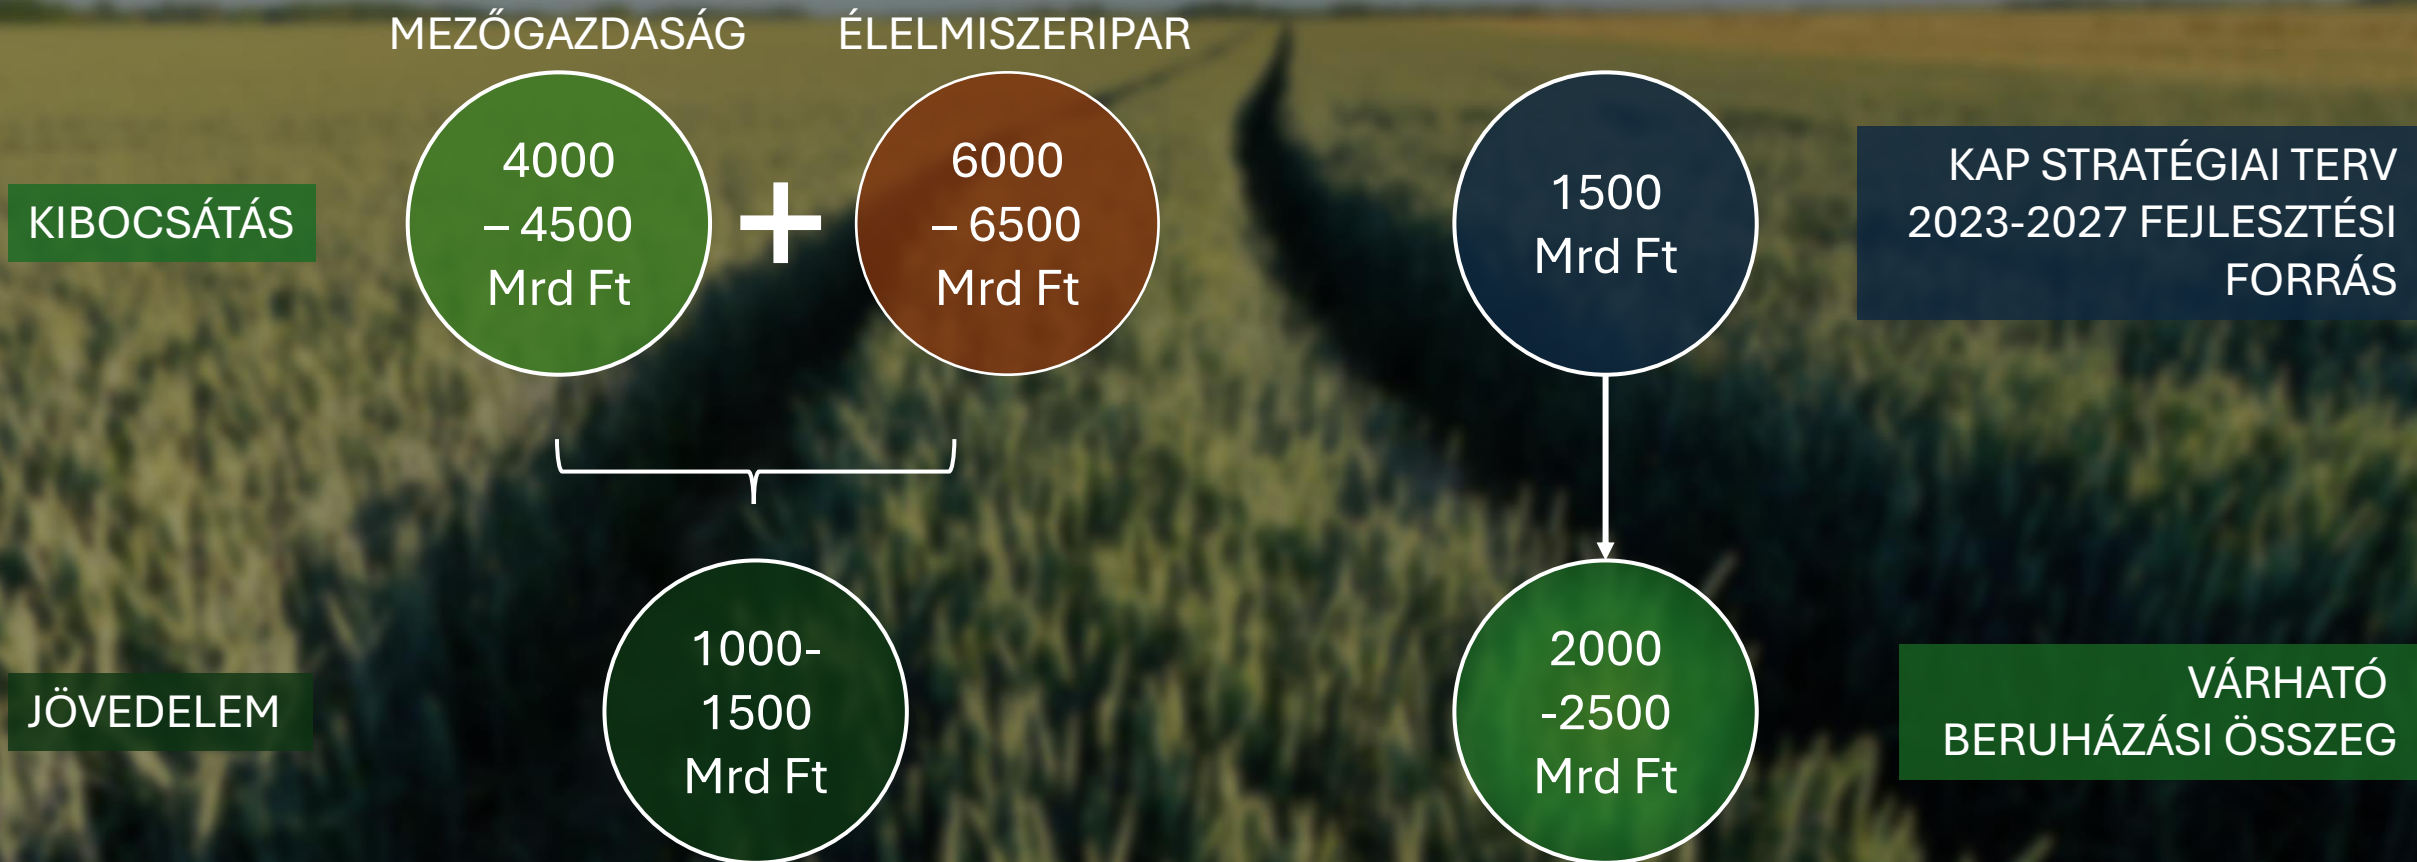 MEZŐGAZDASÁG
ÉLELMISZERIPAR
KIBOCSÁTÁS
4000
– 4500
Mrd Ft
+
6000
– 6500
Mrd Ft
1500
Mrd Ft
KAP STRATÉGIAI TERV
2023-2027 FEJLESZTÉSI
FORRÁS
JÖVEDELEM
1000-
1500
Mrd Ft
2000
-2500
Mrd Ft
VÁRHATÓ
BERUHÁZÁSI ÖSSZEG